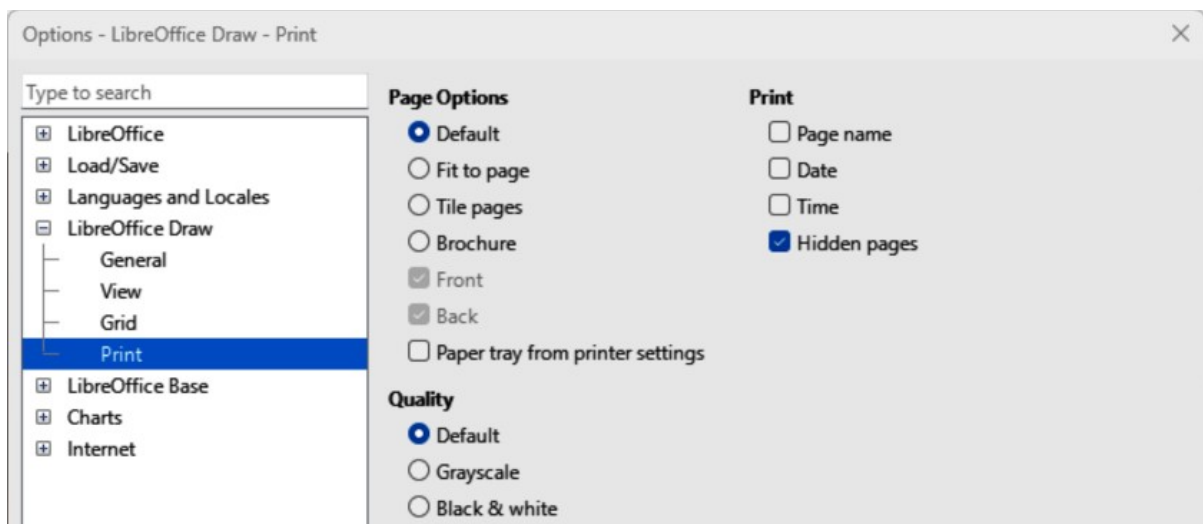 Options - LibreOffice Draw - Print
Type to search
LibreOffice
Load/Save
Languages and Locales
LibreOffice Draw
General
View
Grid
Print
LibreOffice Base
Charts
Internet
Page Options
Default
Fit to page
Tile pages
Brochure
Front
Back
Paper tray from printer settings
Quality
Default
Grayscale
Black & white
Print
Page name
Date
Time
Hidden pages